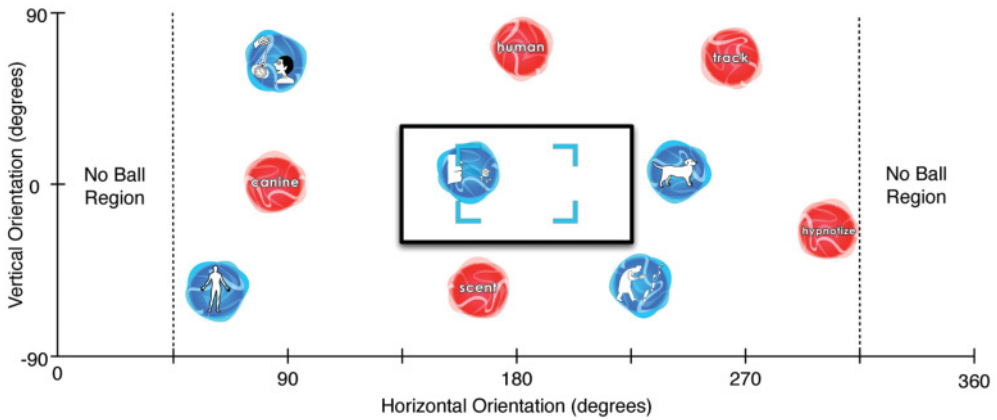 Vertical Orientation (degrees)
90
0
-90
human
track
No Ball
Region
canine
No Ball
Region
hypnotize
scent
0
90
180
270
360
Horizontal Orientation (degrees)